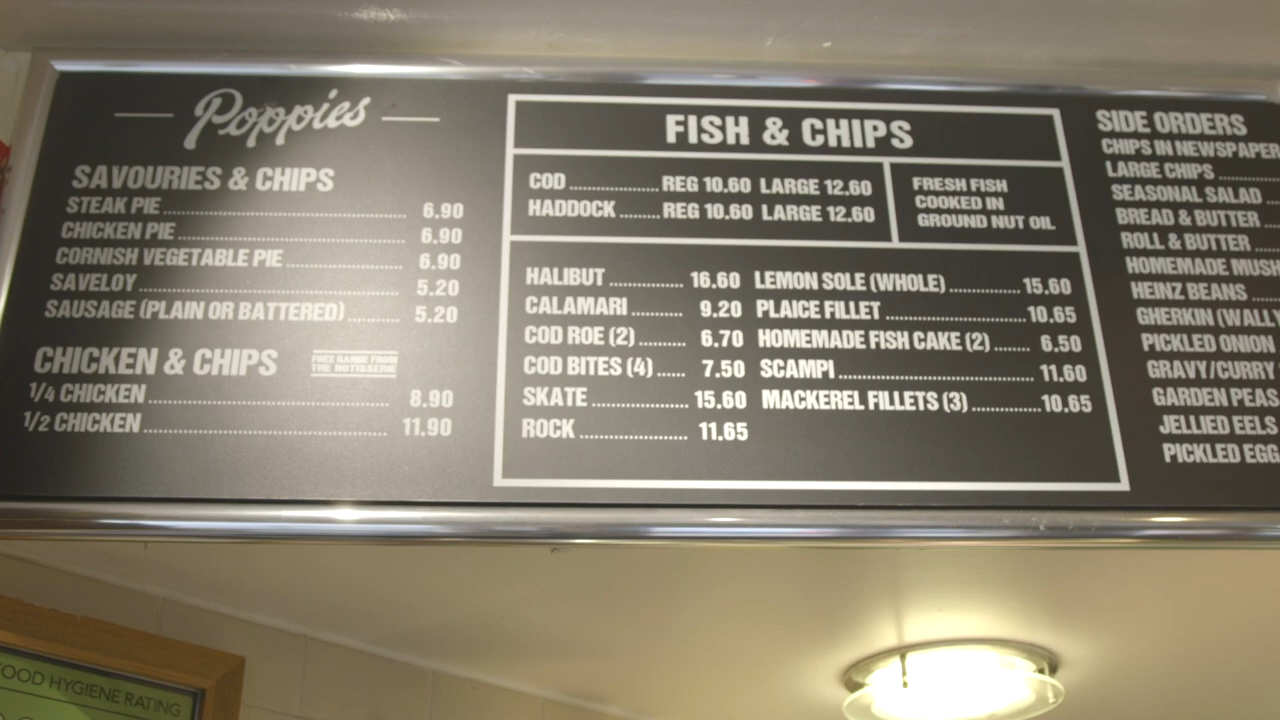 Poppies
SAVOURIES & CHIPS
STEAK PIE 6.90
CHICKEN PIE 6.90
CORNISH VEGETABLE PIE 6.90
SAVELOY 5.20
SAUSAGE (PLAIN OR BATTERED) 5.20
CHICKEN & CHIPS
FREE RANGE FROM
THE ROTISSERIE
1/4 CHICKEN 8.90
1/2 CHICKEN 11.90
FISH & CHIPS
COD REG 10.60 LARGE 12.60
HADDOCK REG 10.60 LARGE 12.60
FRESH FISH
COOKED IN
GROUND NUT OIL
HALIBUT 16.60
CALAMARI 9.20
COD ROE (2) 6.70
COD BITES (4) 7.50
SKATE 15.60
ROCK 11.65
LEMON SOLE (WHOLE) 15.60
PLAICE FILLET 10.65
HOMEMADE FISH CAKE (2) 6.50
SCAMPI 11.60
MACKEREL FILLETS (3) 10.65
SIDE ORDERS
CHIPS IN NEWSPAPER
LARGE CHIPS
SEASONAL SALAD
BREAD & BUTTER
ROLL & BUTTER
HOMEMADE MUSH
HEINZ BEANS
GHERKIN (WALLY
PICKLED ONION
GRAVY/CURRY
GARDEN PEAS
JELLIED EELS
PICKLED EGG
OOD HYGIENE RATING